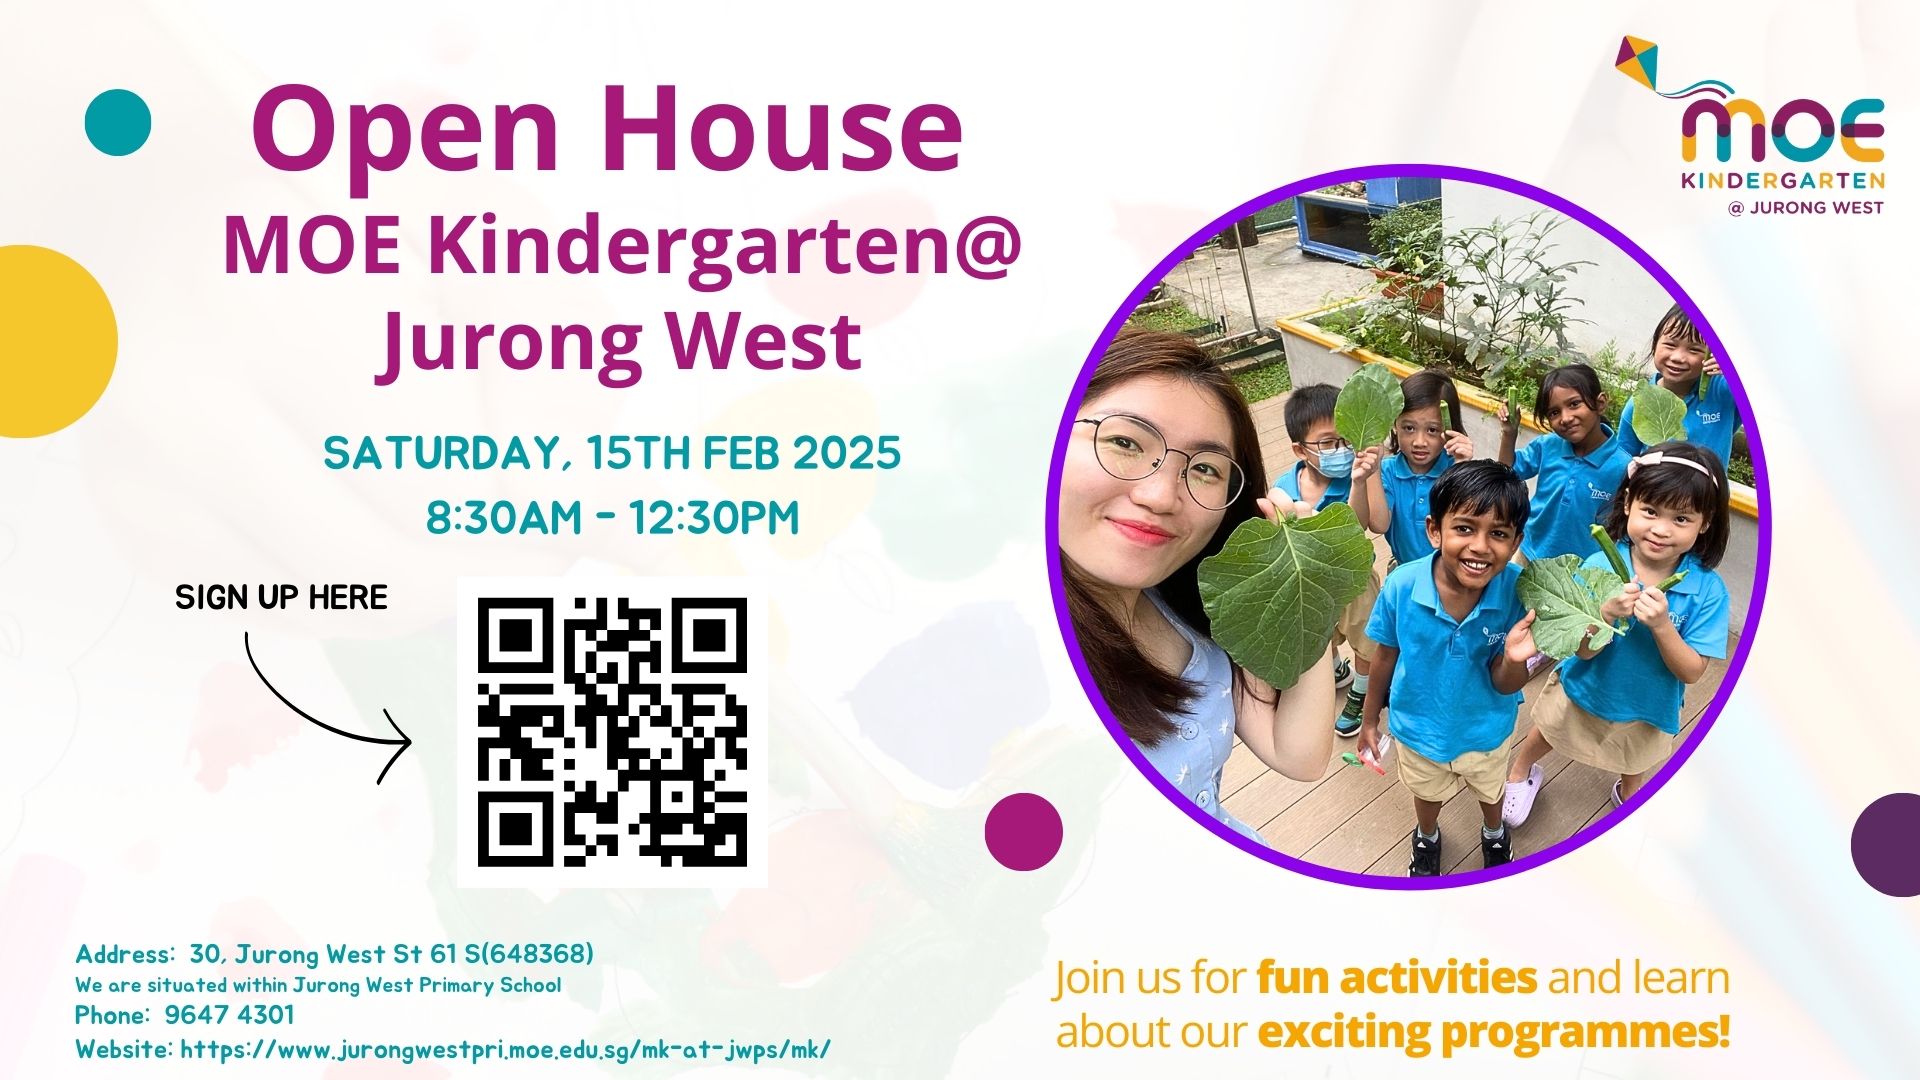 Open House
MOE Kindergarten@
Jurong West
SATURDAY, 15TH FEB 2025
8:30AM - 12:30PM
SIGN UP HERE
Address:  30, Jurong West St 61 S(648368)
We are situated within Jurong West Primary School
Phone:  9647 4301
Website: https://www.jurongwestpri.moe.edu.sg/mk-at-jwps/mk/
moe
KINDERGARTEN
@ JURONG WEST
moe
moe
Join us for fun activities and learn
about our exciting programmes!